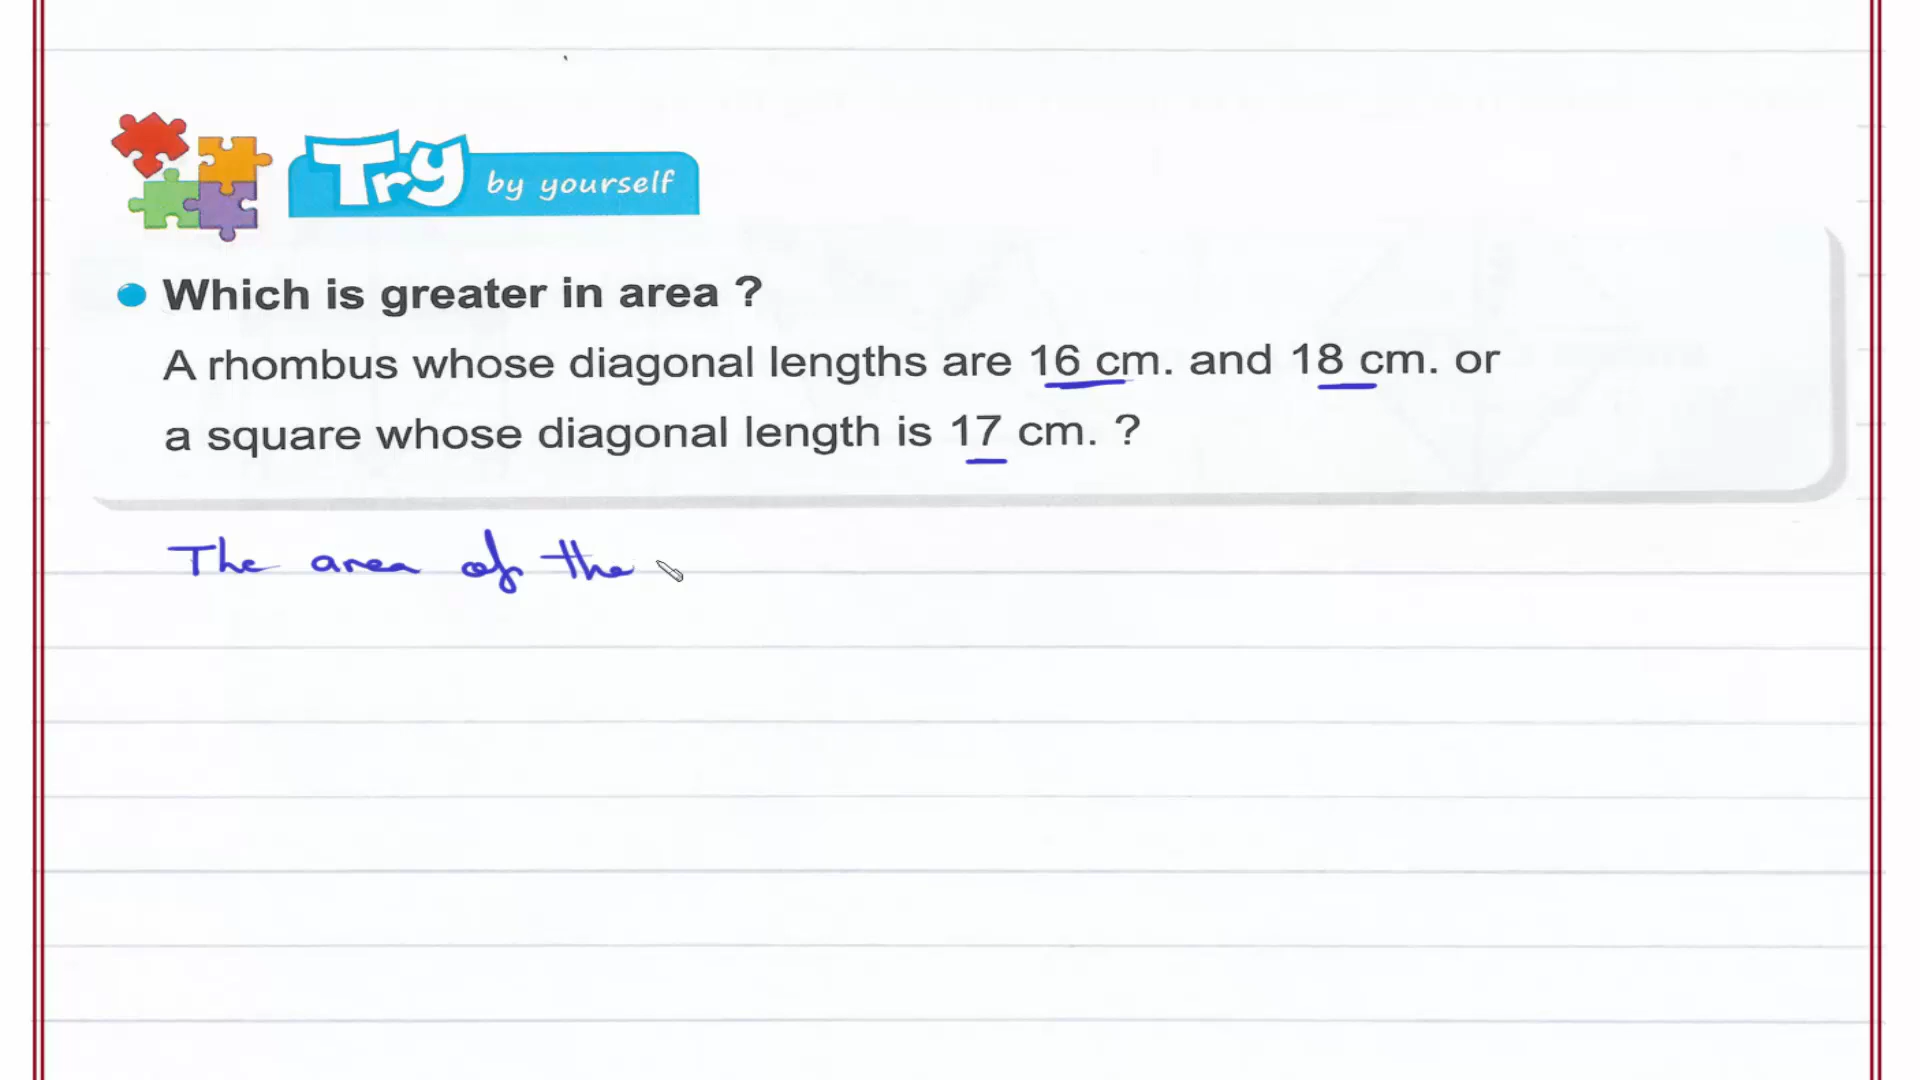 Try by yourself
Which is greater in area ?
A rhombus whose diagonal lengths are 16 cm. and 18 cm. or
a square whose diagonal length is 17 cm. ?
The area of the